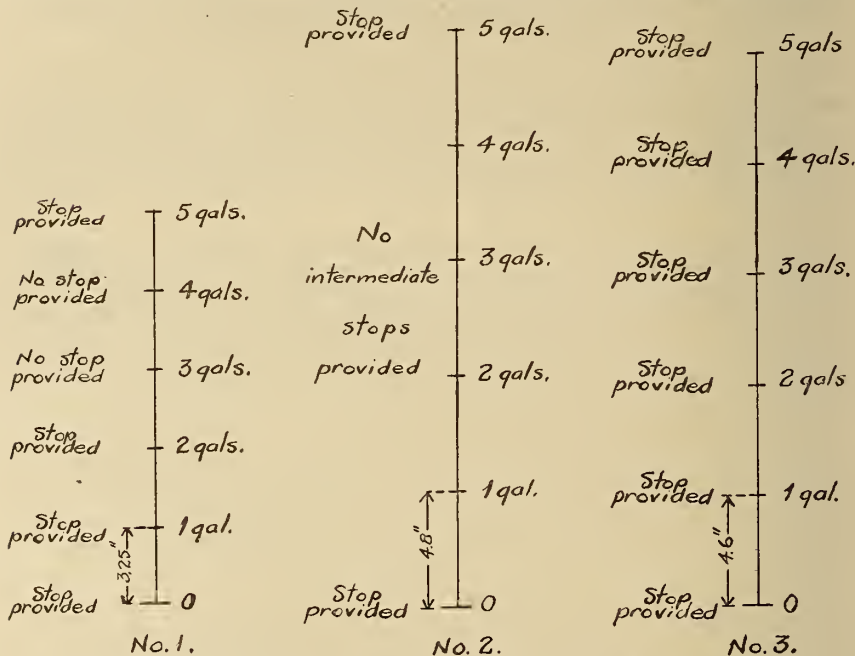 Stop
provided
5 gals.
No stop
provided
4 gals.
No stop
provided
3 gals.
Stop
provided
2 gals.
Stop
provided
1 gal.
3.25"
Stop
provided
0
No. 1.
Stop
provided
5 gals.
4 gals.
No
intermediate
stops
provided
3 gals.
2 gals.
1 gal.
4.8"
Stop
provided
0
No. 2.
Stop
provided
5 gals
Stop
provided
4 gals.
Stop
provided
3 gals.
Stop
provided
2 gals
Stop
provided
1 gal.
4.6"
Stop
provided
0
No. 3.